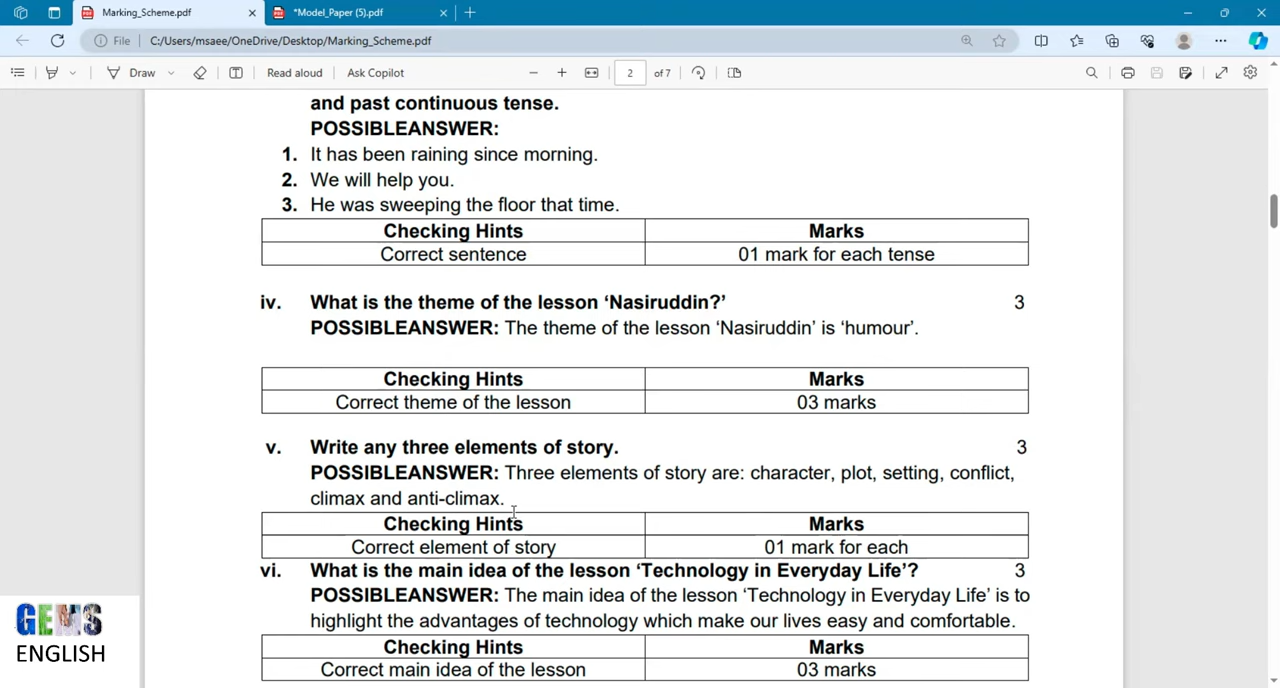 Marking_Scheme.pdf
*Model_Paper (5).pdf
File C:/Users/msaee/OneDrive/Desktop/Marking_Scheme.pdf
Draw Read aloud Ask Copilot 2 of 7
and past continuous tense.
POSSIBLEANSWER:
1. It has been raining since morning.
2. We will help you.
3. He was sweeping the floor that time.
Checking Hints Marks
Correct sentence 01 mark for each tense
iv. What is the theme of the lesson ‘Nasiruddin?’ 3
POSSIBLEANSWER: The theme of the lesson ‘Nasiruddin’ is ‘humour’.
Checking Hints Marks
Correct theme of the lesson 03 marks
v. Write any three elements of story. 3
POSSIBLEANSWER: Three elements of story are: character, plot, setting, conflict,
climax and anti-climax.
Checking Hints Marks
Correct element of story 01 mark for each
vi. What is the main idea of the lesson ‘Technology in Everyday Life’? 3
POSSIBLEANSWER: The main idea of the lesson ‘Technology in Everyday Life’ is to
highlight the advantages of technology which make our lives easy and comfortable.
Checking Hints Marks
Correct main idea of the lesson 03 marks
GEMS
ENGLISH